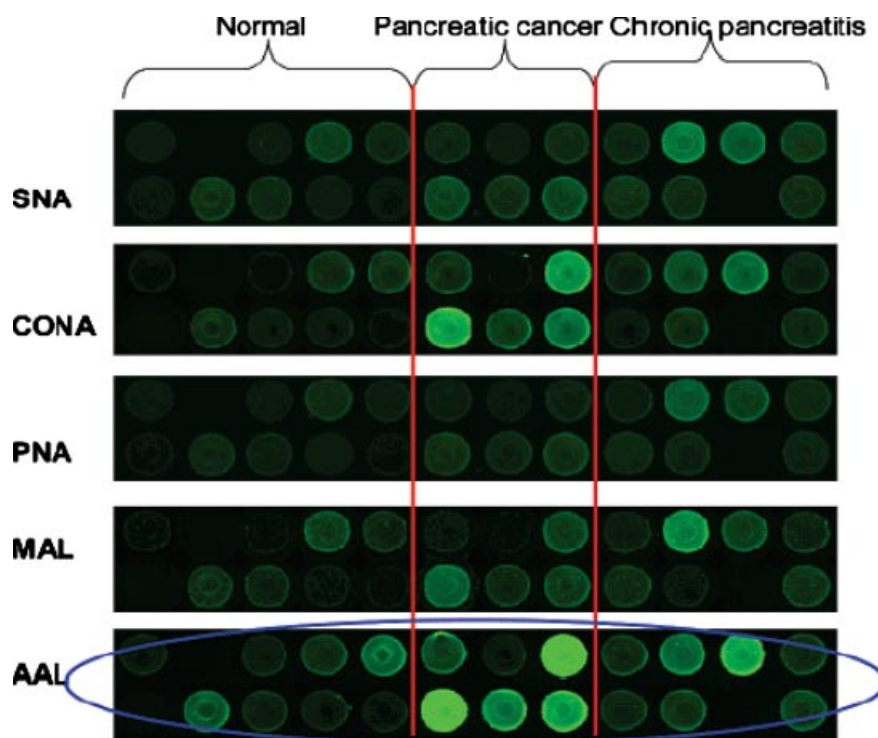 Normal Pancreatic cancer Chronic pancreatitis
SNA
CONA
PNA
MAL
AAL